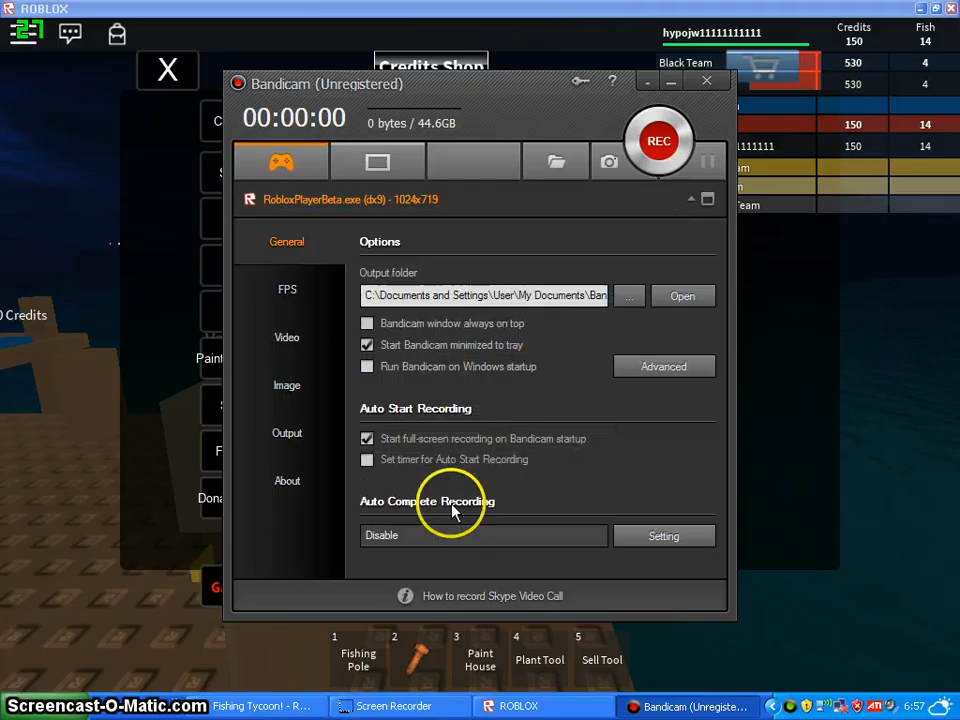 ROBLOX
27
hypojw11111111111
Credits
150
Fish
14
X
Credits Shop
Black Team
530
4
530
4
150
14
1111111
150
14
am
m
Team
Bandicam (Unregistered)
?
00:00:00
0 bytes / 44.6GB
REC
RobloxPlayerBeta.exe (dx9) - 1024x719
General
FPS
Video
Image
Output
About
Options
Output folder
C:\Documents and Settings\User\My Documents\Ban
...
Open
Bandicam window always on top
Start Bandicam minimized to tray
Run Bandicam on Windows startup
Advanced
Auto Start Recording
Start full-screen recording on Bandicam startup
Set timer for Auto Start Recording
Auto Complete Recording
Disable
Setting
How to record Skype Video Call
0 Credits
C
S
Paint
S
F
Dona
G
1
Fishing Pole
2
3
Paint House
4
Plant Tool
5
Sell Tool
Screencast-O-Matic.com
Fishing Tycoon! - R...
Screen Recorder
ROBLOX
Bandicam (Unregiste...
ATI
6:57